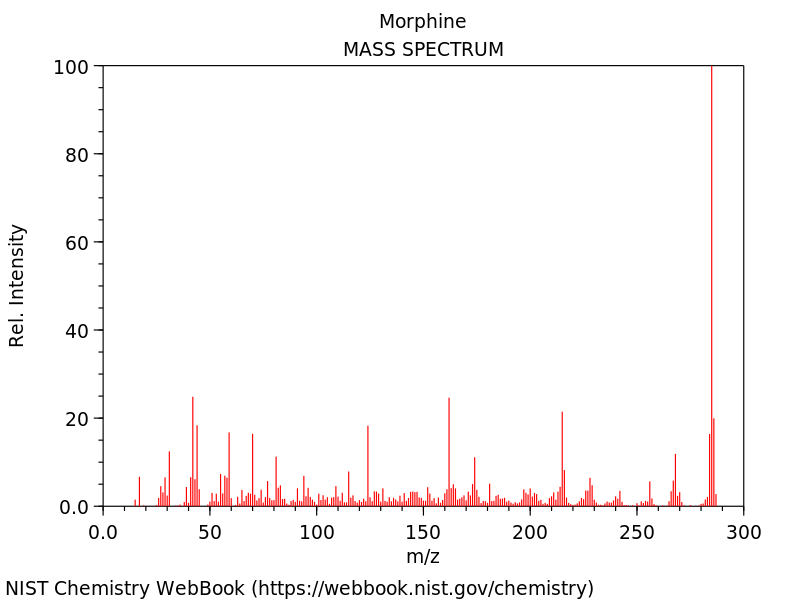 Morphine
MASS SPECTRUM
Rel. Intensity
100
80
60
40
20
0.0
0.0 50 100 150 200 250 300
m/z
NIST Chemistry WebBook (https://webbook.nist.gov/chemistry)